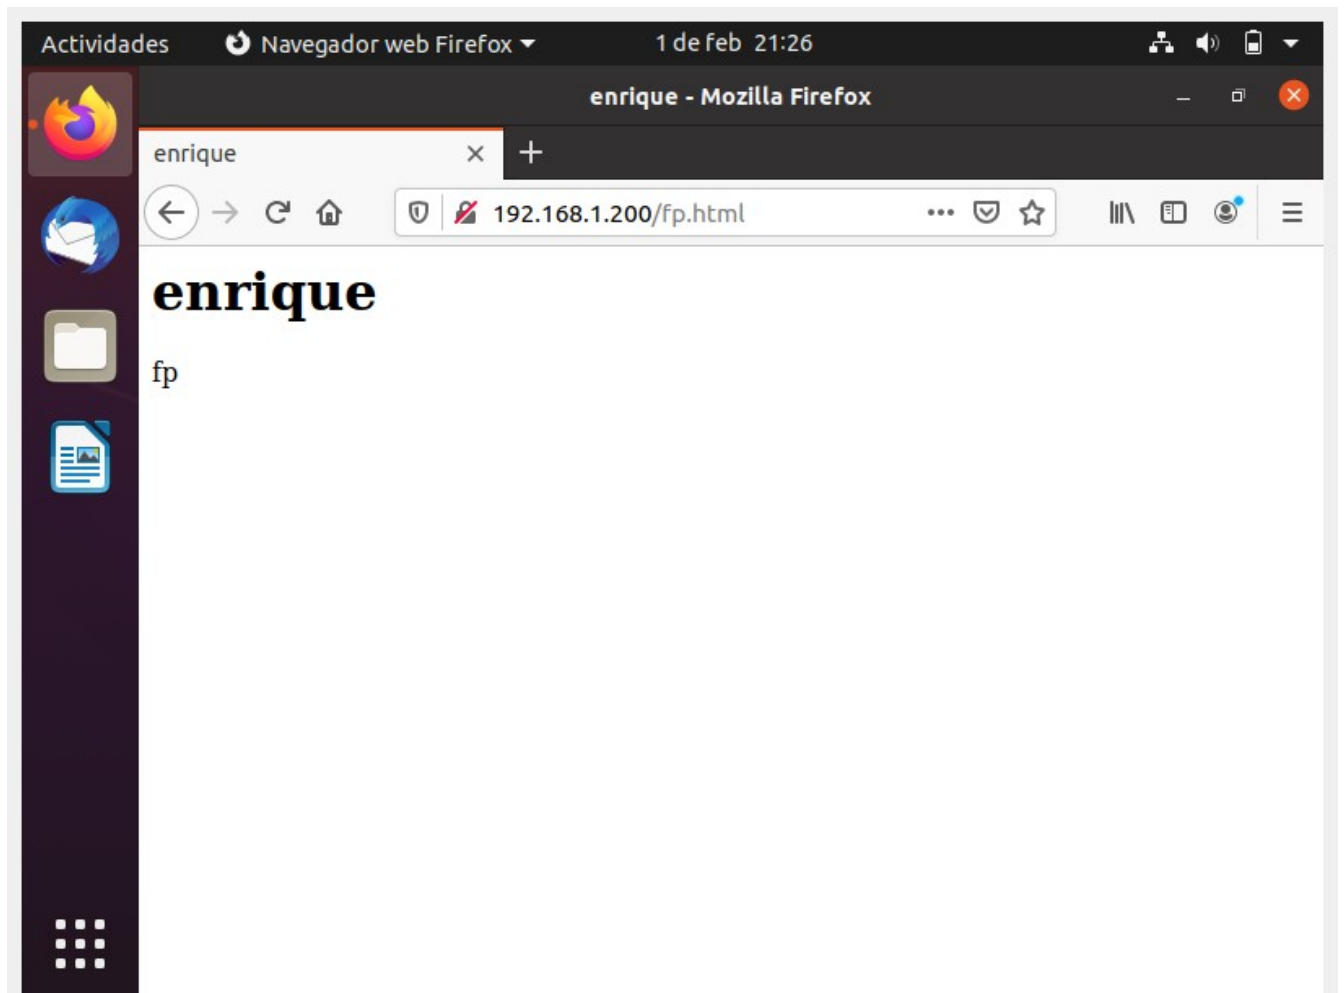 Actividades Navegador web Firefox 1 de feb 21:26
enrique - Mozilla Firefox
enrique
192.168.1.200/fp.html
enrique
fp